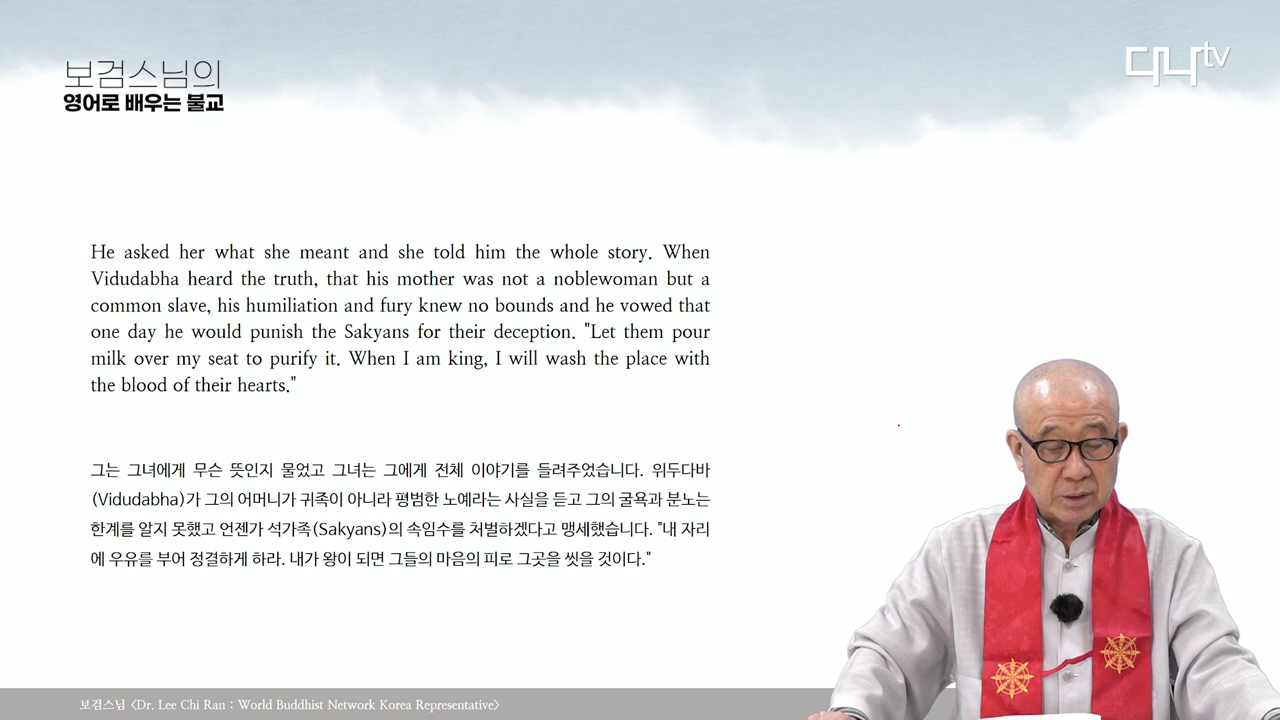 보검스님의
영어로 배우는 불교
다나tv
He asked her what she meant and she told him the whole story. When
Vidudabha heard the truth, that his mother was not a noblewoman but a
common slave, his humiliation and fury knew no bounds and he vowed that
one day he would punish the Sakyans for their deception. "Let them pour
milk over my seat to purify it. When I am king, I will wash the place with
the blood of their hearts."
그는 그녀에게 무슨 뜻인지 물었고 그녀는 그에게 전체 이야기를 들려주었습니다. 위두다바
(Vidudabha)가 그의 어머니가 귀족이 아니라 평범한 노예라는 사실을 듣고 그의 굴욕과 분노는
한계를 알지 못했고 언젠가 석가족(Sakyans)의 속임수를 처벌하겠다고 맹세했습니다. "내 자리
에 우유를 부어 정결하게 하라. 내가 왕이 되면 그들의 마음의 피로 그곳을 씻을 것이다."
보검스님 <Dr. Lee Chi Ran : World Buddhist Network Korea Representative>